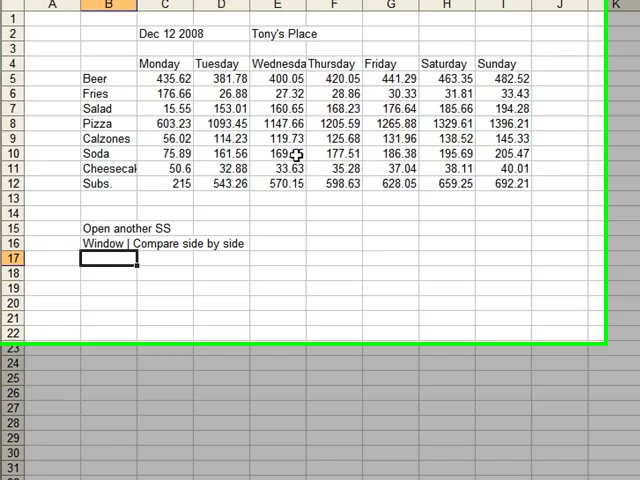 A B C D E F G H I J K
1
2 Dec 12 2008 Tony's Place
3
4 Monday Tuesday Wednesda Thursday Friday Saturday Sunday
5 Beer 435.62 381.78 400.05 420.05 441.29 463.35 482.52
6 Fries 176.66 26.88 27.32 28.86 30.33 31.81 33.43
7 Salad 15.55 153.01 160.65 168.23 176.64 185.66 194.28
8 Pizza 603.23 1093.45 1147.66 1205.59 1265.88 1329.61 1396.21
9 Calzones 56.02 114.23 119.73 125.68 131.96 138.52 145.33
10 Soda 75.89 161.56 169 177.51 186.38 195.69 205.47
11 Cheesecak 50.6 32.88 33.63 35.28 37.04 38.11 40.01
12 Subs. 215 543.26 570.15 598.63 628.05 659.25 692.21
13
14
15 Open another SS
16 Window | Compare side by side
17
18
19
20
21
22
23
24
25
26
27
28
29
30
31